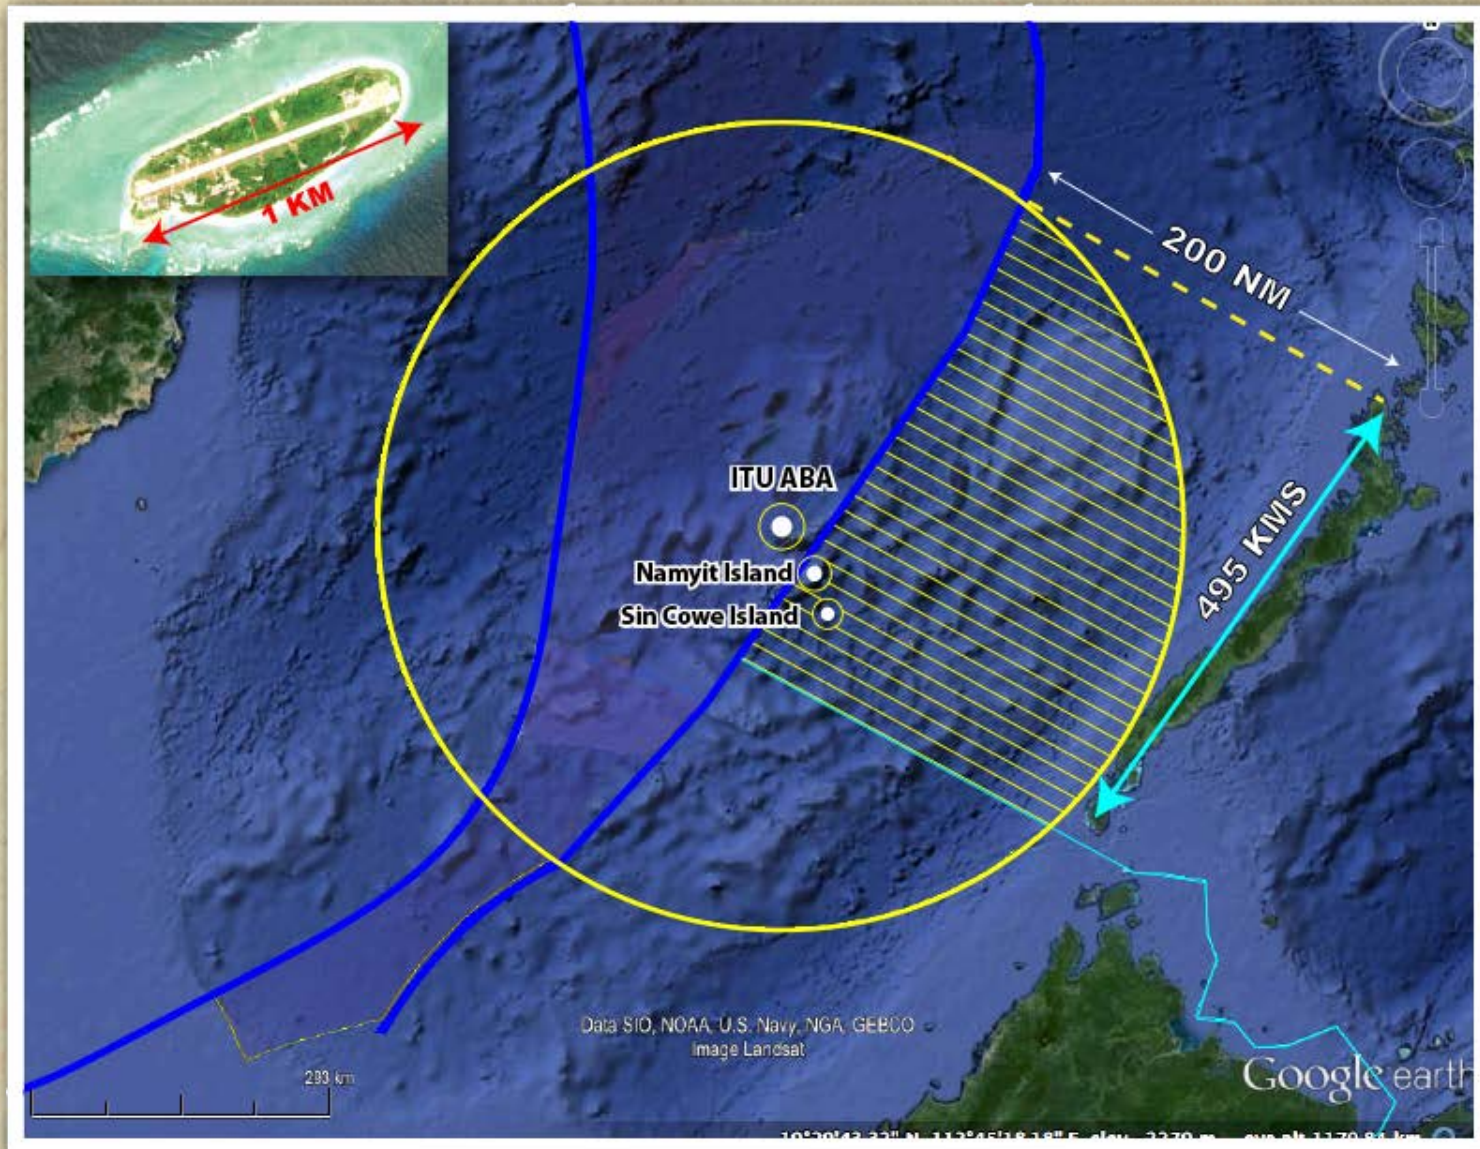 1 KM
200 NM
ITU ABA
Namyit Island
Sin Cowe Island
495 KMS
Data SIO, NOAA, U.S. Navy, NGA, GEBCO
Image Landsat
293 km
Google earth